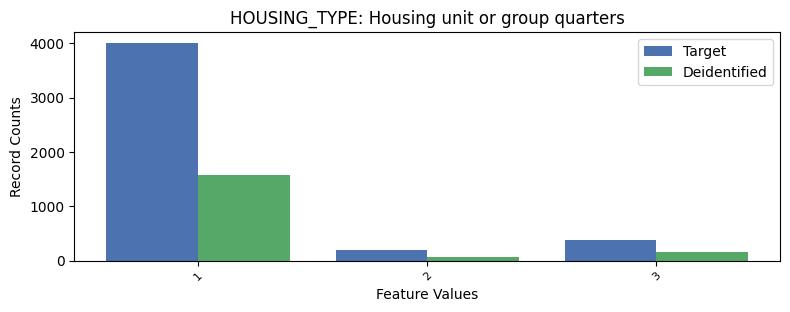 HOUSING_TYPE: Housing unit or group quarters
Target
Deidentified
Record Counts
4000
3000
2000
1000
0
1
2
3
Feature Values